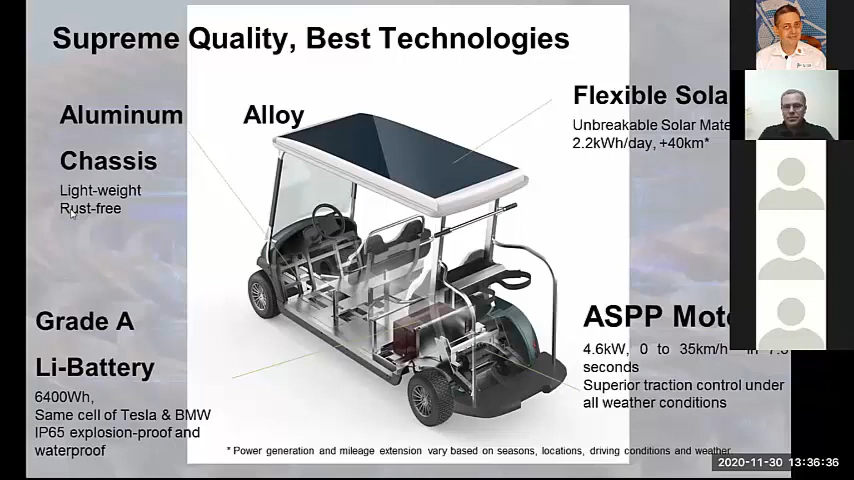 Supreme Quality, Best Technologies
Aluminum Alloy
Chassis
Light-weight
Rust-free
Flexible Sola
Unbreakable Solar Mate
2.2kWh/day, +40km*
Grade A
Li-Battery
6400Wh,
Same cell of Tesla & BMW
IP65 explosion-proof and
waterproof
ASPP Mot
4.6kW, 0 to 35km/h in
seconds
Superior traction control under
all weather conditions
* Power generation and mileage extension vary based on seasons, locations, driving conditions and weather.
2020-11-30 13:36:36